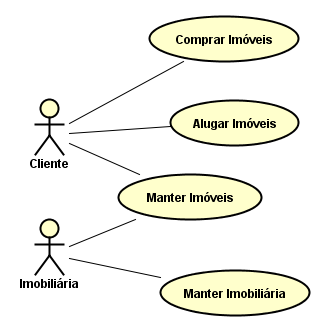 Comprar Imóveis
Alugar Imóveis
Cliente
Manter Imóveis
Imobiliária
Manter Imobiliária